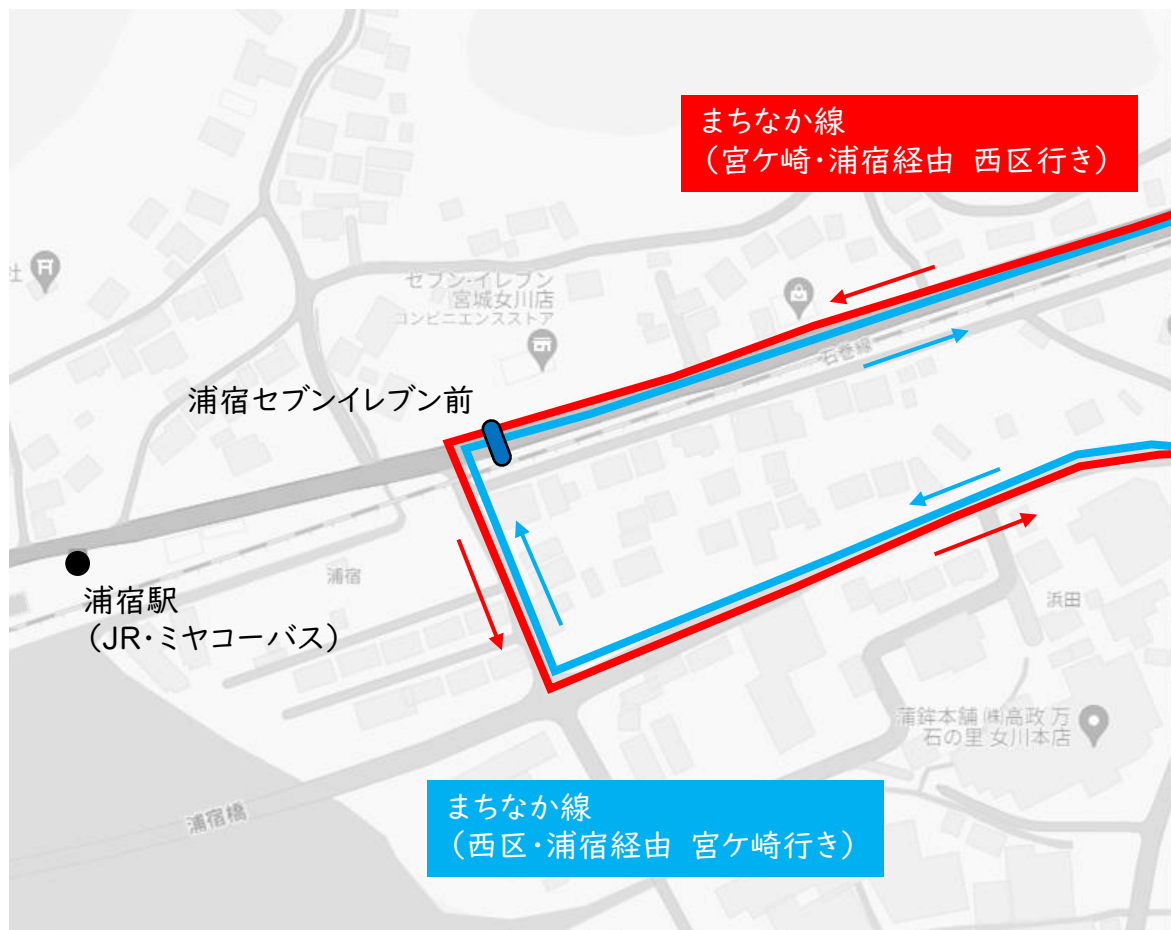 まちなか線
（宮ケ崎･浦宿経由 西区行き）
社
セブン-イレブン
宮城女川店
コンビニエンスストア
石巻線
浦宿セブンイレブン前
浦宿
浦宿駅
（JR･ミヤコーバス）
浜田
蒲鉾本舗 ㈱高政 万
石の里 女川本店
まちなか線
（西区･浦宿経由 宮ケ崎行き）
浦宿橋